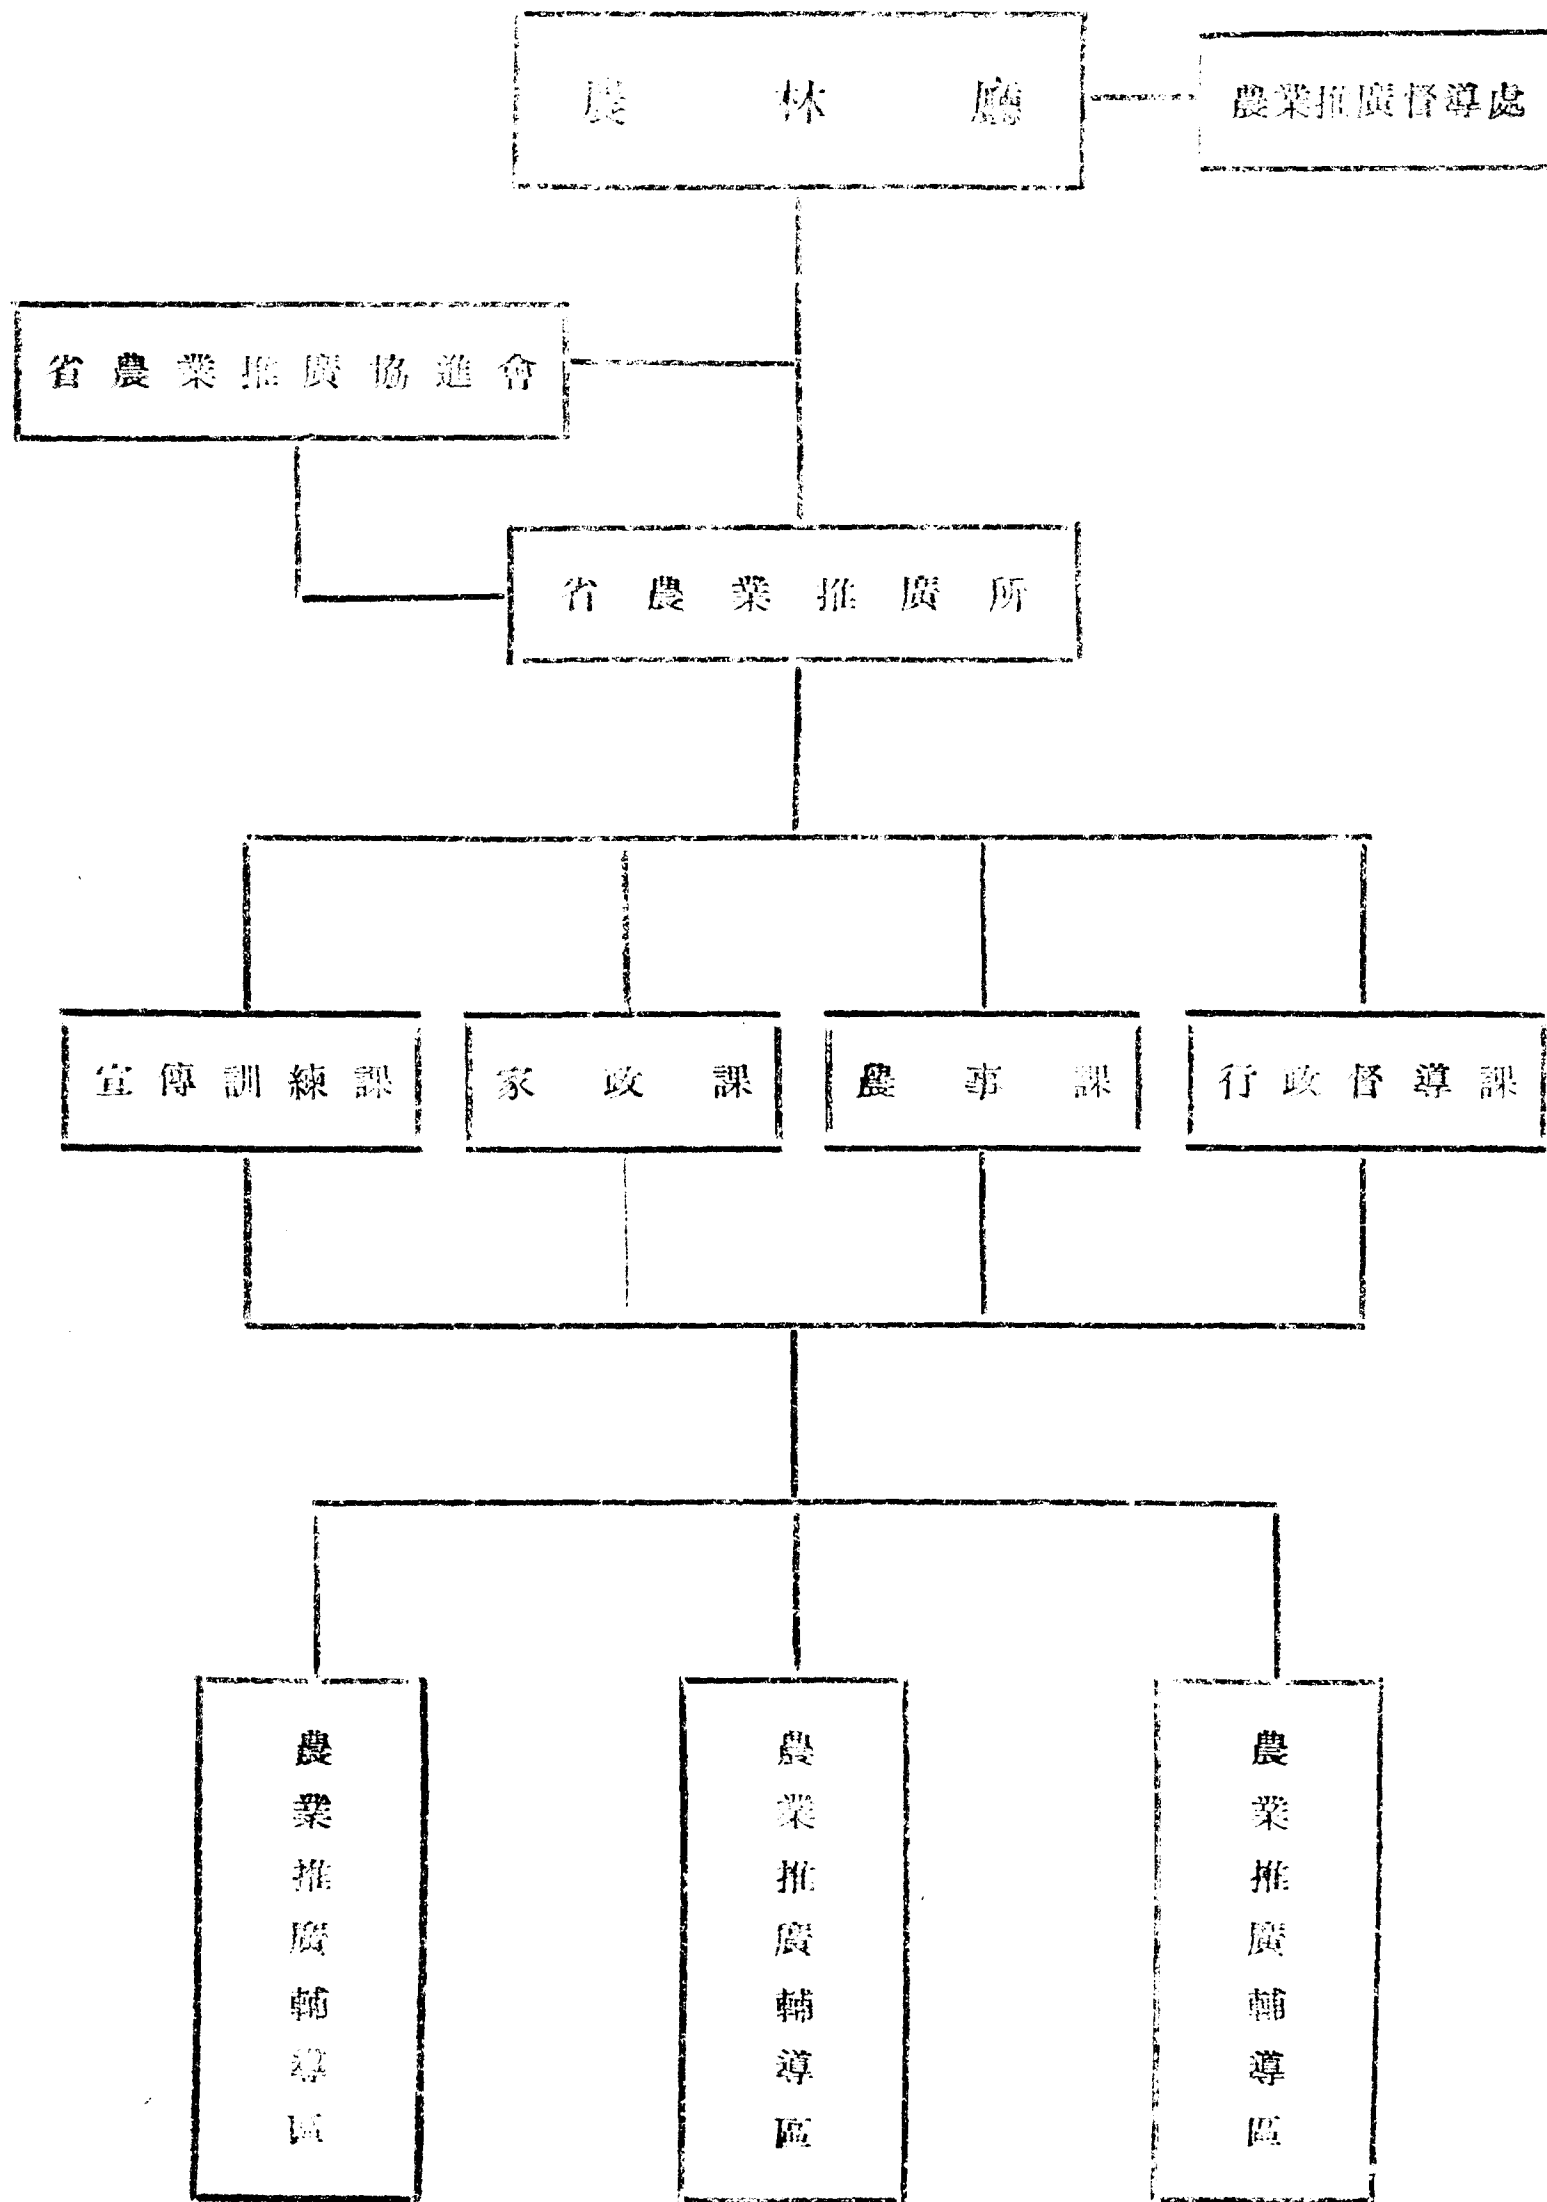 農林廳
農業推廣督導處
省農業推廣協進會
省農業推廣所
宣傳訓練課
家政課
農事課
行政督導課
農業推廣輔導區
農業推廣輔導區
農業推廣輔導區